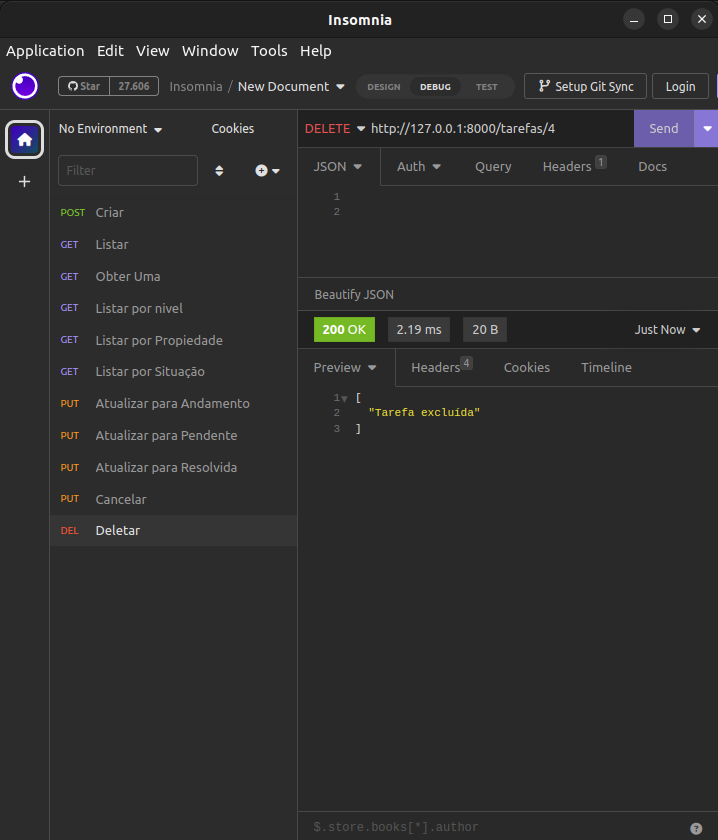 Insomnia
Application Edit View Window Tools Help
Star 27.606 Insomnia / New Document DESIGN DEBUG TEST Setup Git Sync Login
No Environment Cookies
Filter
POST Criar
GET Listar
GET Obter Uma
GET Listar por nivel
GET Listar por Propiedade
GET Listar por Situação
PUT Atualizar para Andamento
PUT Atualizar para Pendente
PUT Atualizar para Resolvida
PUT Cancelar
DEL Deletar
DELETE http://127.0.0.1:8000/tarefas/4 Send
JSON Auth Query Headers 1 Docs
1
2
Beautify JSON
200 OK 2.19 ms 20 B Just Now
Preview Headers 4 Cookies Timeline
1 [
2 "Tarefa excluída"
3 ]
$.store.books[*].author ?